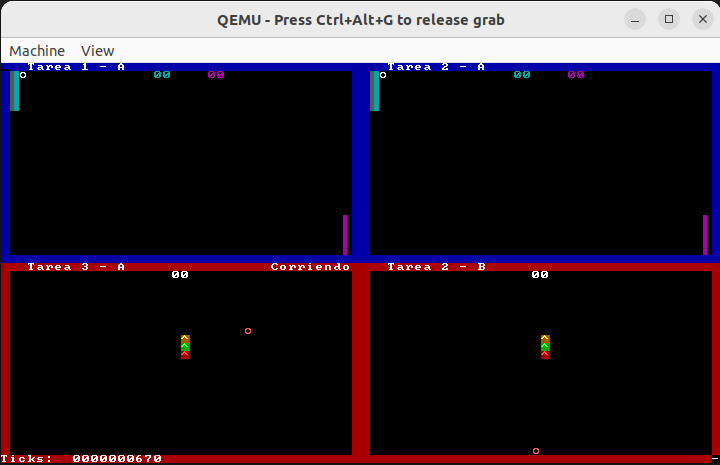 QEMU - Press Ctrl+Alt+G to release grab
Machine View
Tarea 1 - A
Tarea 2 - A
00 00
00 00
Tarea 3 - A Corriendo
Tarea 2 - B
00
00
Ticks: 0000000670